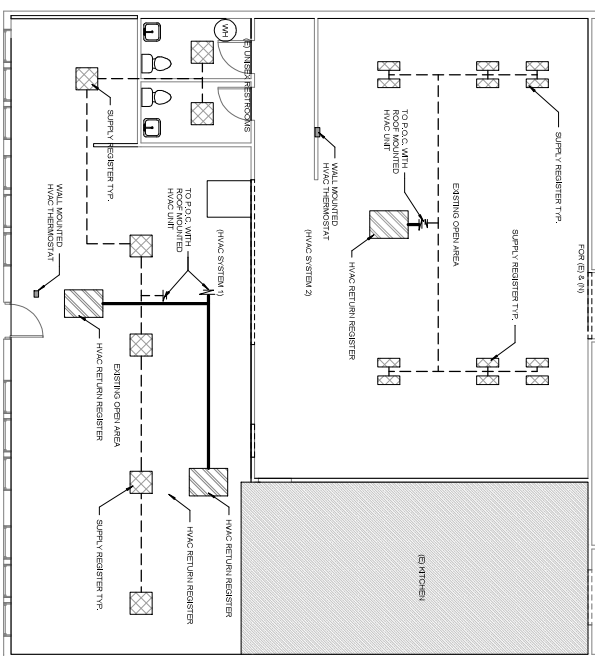 FOR (E) & (N)
SUPPLY REGISTER TYP.
SUPPLY REGISTER TYP.
EXISTING OPEN AREA
TO P.O.C. WITH
ROOF MOUNTED
HVAC UNIT
(E) KITCHEN
HVAC RETURN REGISTER
WALL MOUNTED
HVAC THERMOSTAT
(HVAC SYSTEM 2)
(E) UNISEX RESTROOMS
WH
(HVAC SYSTEM 1)
HVAC RETURN REGISTER
TO P.O.C. WITH
ROOF MOUNTED
HVAC UNIT
HVAC RETURN REGISTER
EXISTING OPEN AREA
SUPPLY REGISTER TYP.
HVAC RETURN REGISTER
SUPPLY REGISTER TYP.
WALL MOUNTED
HVAC THERMOSTAT